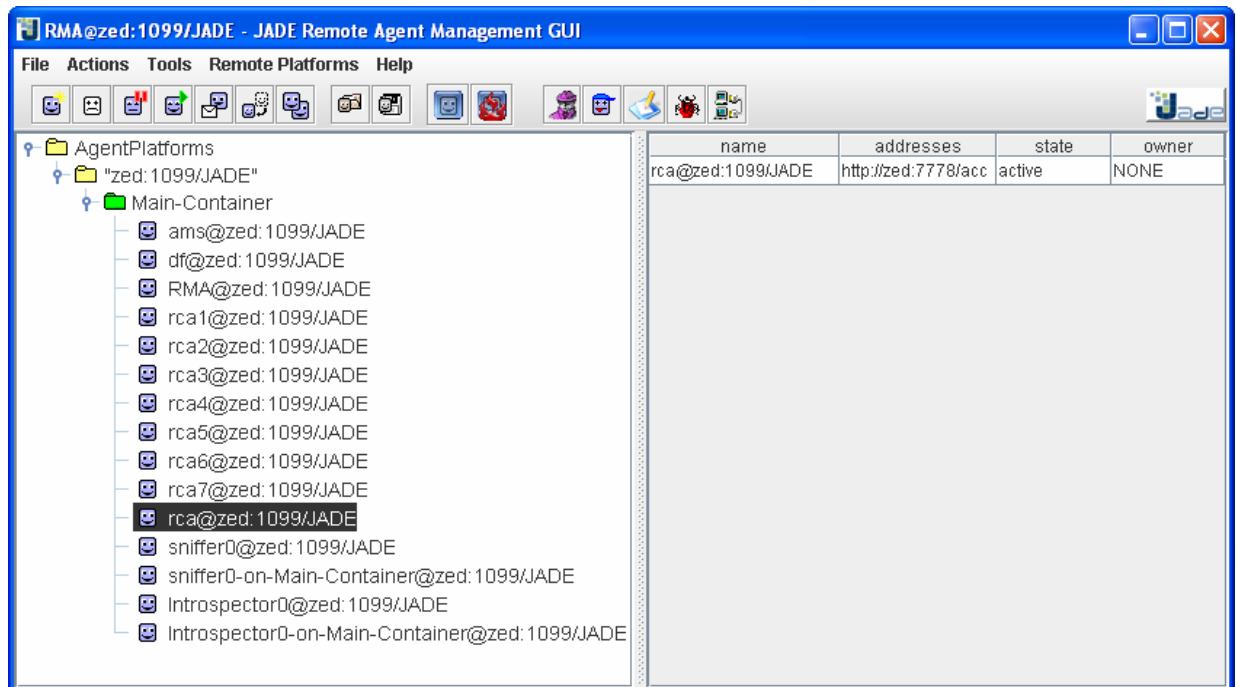 RMA@zed:1099/JADE - JADE Remote Agent Management GUI
File Actions Tools Remote Platforms Help
Jade
AgentPlatforms
"zed:1099/JADE"
Main-Container
ams@zed:1099/JADE
df@zed:1099/JADE
RMA@zed:1099/JADE
rca1@zed:1099/JADE
rca2@zed:1099/JADE
rca3@zed:1099/JADE
rca4@zed:1099/JADE
rca5@zed:1099/JADE
rca6@zed:1099/JADE
rca7@zed:1099/JADE
rca@zed:1099/JADE
sniffer0@zed:1099/JADE
sniffer0-on-Main-Container@zed:1099/JADE
Introspector0@zed:1099/JADE
Introspector0-on-Main-Container@zed:1099/JADE
name addresses state owner
rca@zed:1099/JADE http://zed:7778/acc active NONE